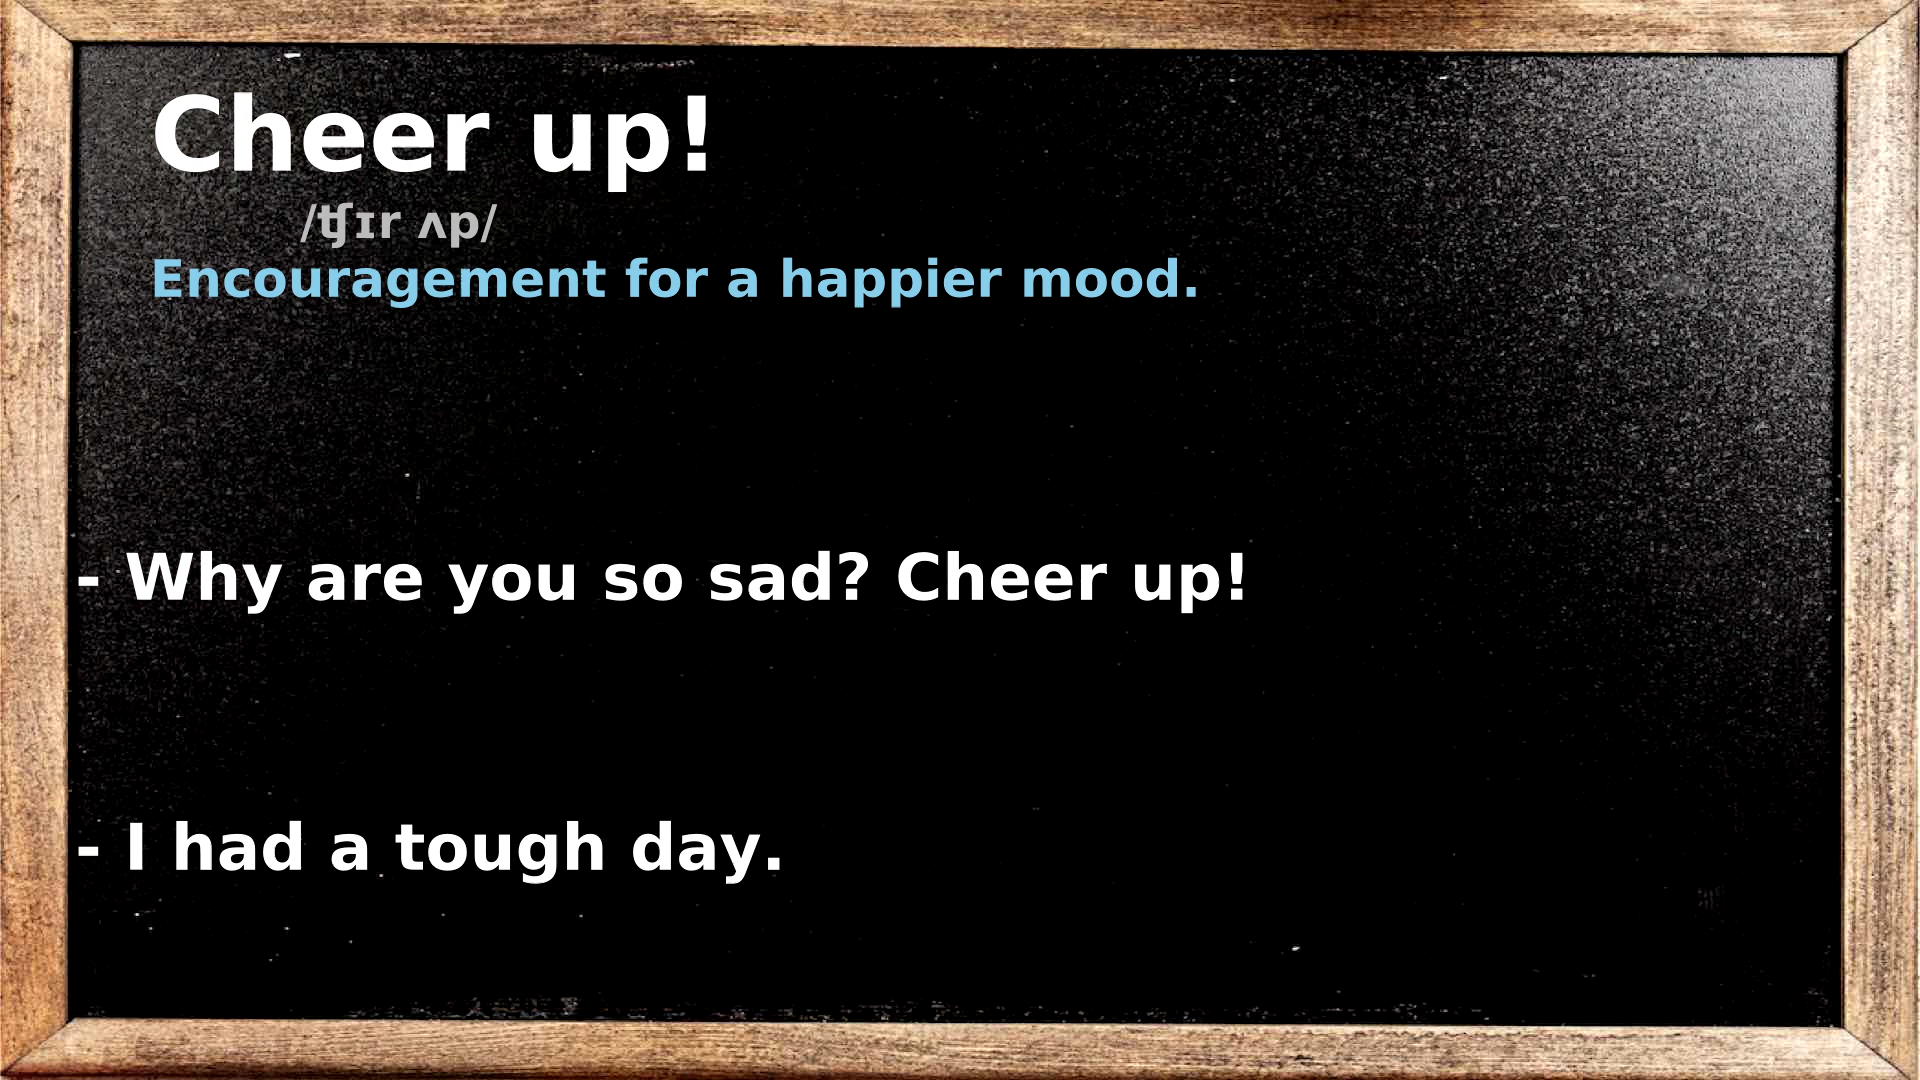 Cheer up!
/ʧɪr ʌp/
Encouragement for a happier mood.
- Why are you so sad? Cheer up!
- I had a tough day.